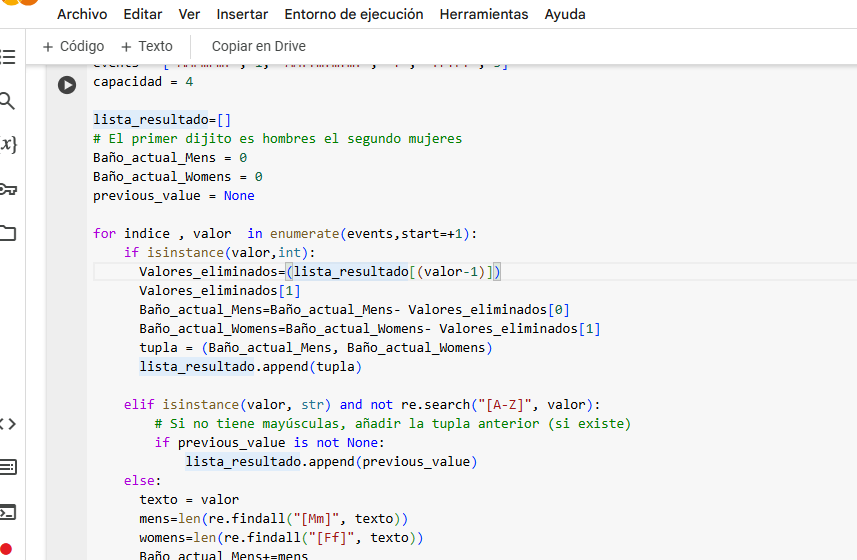 Archivo Editar Ver Insertar Entorno de ejecución Herramientas Ayuda
+ Código + Texto Copiar en Drive
capacidad = 4
lista_resultado=[]
# El primer dijito es hombres el segundo mujeres
Baño_actual_Mens = 0
Baño_actual_Womens = 0
previous_value = None
for indice , valor  in enumerate(events,start=+1):
    if isinstance(valor,int):
      Valores_eliminados=(lista_resultado[(valor-1)])
      Valores_eliminados[1]
      Baño_actual_Mens=Baño_actual_Mens- Valores_eliminados[0]
      Baño_actual_Womens=Baño_actual_Womens- Valores_eliminados[1]
      tupla = (Baño_actual_Mens, Baño_actual_Womens)
      lista_resultado.append(tupla)
    elif isinstance(valor, str) and not re.search("[A-Z]", valor):
        # Si no tiene mayúsculas, añadir la tupla anterior (si existe)
        if previous_value is not None:
            lista_resultado.append(previous_value)
    else:
      texto = valor
      mens=len(re.findall("[Mm]", texto))
      womens=len(re.findall("[Ff]", texto))
      Baño_actual_Mens+=mens